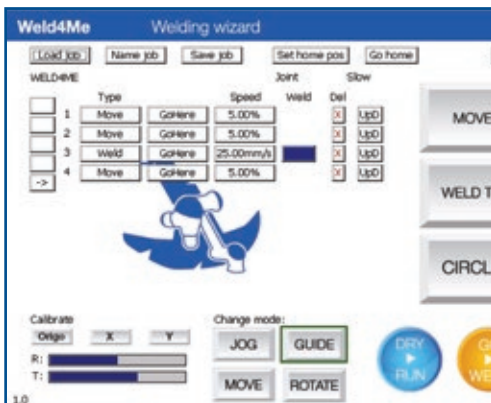 Weld4Me Welding wizard
Load job Name job Save job Set home pos Go home
WELD4ME Joint Slow
Type Speed Weld Del
1 Move GoHere 5.00% X UpD
2 Move GoHere 5.00% X UpD
3 Weld GoHere 25.00mm/s X UpD
-> 4 Move GoHere 5.00% X UpD
MOVE
WELD T
CIRCL
Calibrate Change mode:
Origo X Y JOG GUIDE
R:
T:
MOVE ROTATE
DRY
RUN
1.0